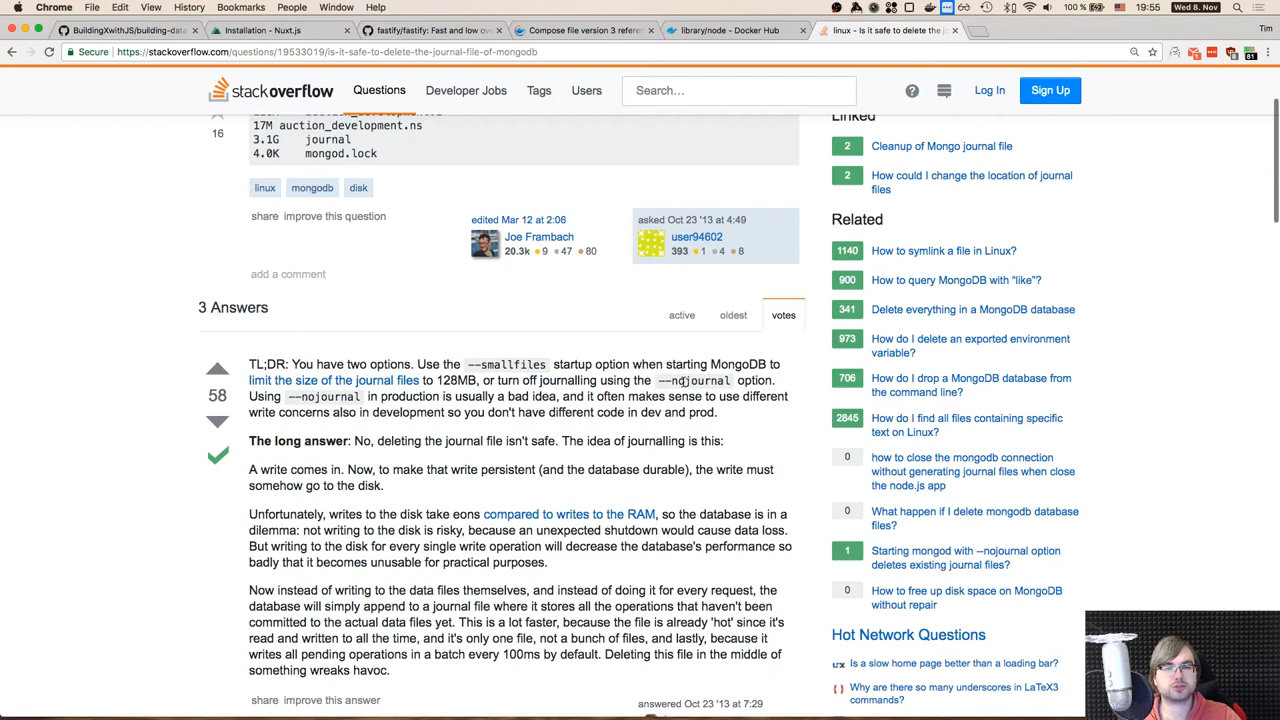 Chrome File Edit View History Bookmarks People Window Help
100 % Wed 8. Nov 19:55
BuildingXwithJS/building-data
Installation - Nuxt.js
fastify/fastify: Fast and low ove
Compose file version 3 refere
library/node - Docker Hub
linux - Is it safe to delete the jo
Tim
Secure https://stackoverflow.com/questions/19533019/is-it-safe-to-delete-the-journal-file-of-mongodb
stackoverflow Questions Developer Jobs Tags Users Search... Log In Sign Up
16
17M auction_development.ns
3.1G journal
4.0K mongod.lock
linux mongodb disk
share improve this question
edited Mar 12 at 2:06
Joe Frambach
20.3k 9 47 80
asked Oct 23 '13 at 4:49
user94602
393 1 4 8
add a comment
3 Answers
active oldest votes
58
TL;DR: You have two options. Use the --smallfiles startup option when starting MongoDB to
limit the size of the journal files to 128MB, or turn off journalling using the --nojournal option.
Using --nojournal in production is usually a bad idea, and it often makes sense to use different
write concerns also in development so you don't have different code in dev and prod.
The long answer: No, deleting the journal file isn't safe. The idea of journalling is this:
A write comes in. Now, to make that write persistent (and the database durable), the write must
somehow go to the disk.
Unfortunately, writes to the disk take eons compared to writes to the RAM, so the database is in a
dilemma: not writing to the disk is risky, because an unexpected shutdown would cause data loss.
But writing to the disk for every single write operation will decrease the database's performance so
badly that it becomes unusable for practical purposes.
Now instead of writing to the data files themselves, and instead of doing it for every request, the
database will simply append to a journal file where it stores all the operations that haven't been
committed to the actual data files yet. This is a lot faster, because the file is already 'hot' since it's
read and written to all the time, and it's only one file, not a bunch of files, and lastly, because it
writes all pending operations in a batch every 100ms by default. Deleting this file in the middle of
something breaks havoc.
share improve this answer
answered Oct 23 '13 at 7:29
Linked
2 Cleanup of Mongo journal file
2 How could I change the location of journal
files
Related
1140 How to symlink a file in Linux?
900 How to query MongoDB with "like"?
341 Delete everything in a MongoDB database
973 How do I delete an exported environment
variable?
706 How do I drop a MongoDB database from
the command line?
2845 How do I find all files containing specific
text on Linux?
0 how to close the mongodb connection
without generating journal files when close
the node.js app
0 What happen if I delete mongodb database
files?
1 Starting mongod with --nojournal option
deletes existing journal files?
0 How to free up disk space on MongoDB
without repair
Hot Network Questions
Is a slow home page better than a loading bar?
Why are there so many underscores in LaTeX3
commands?